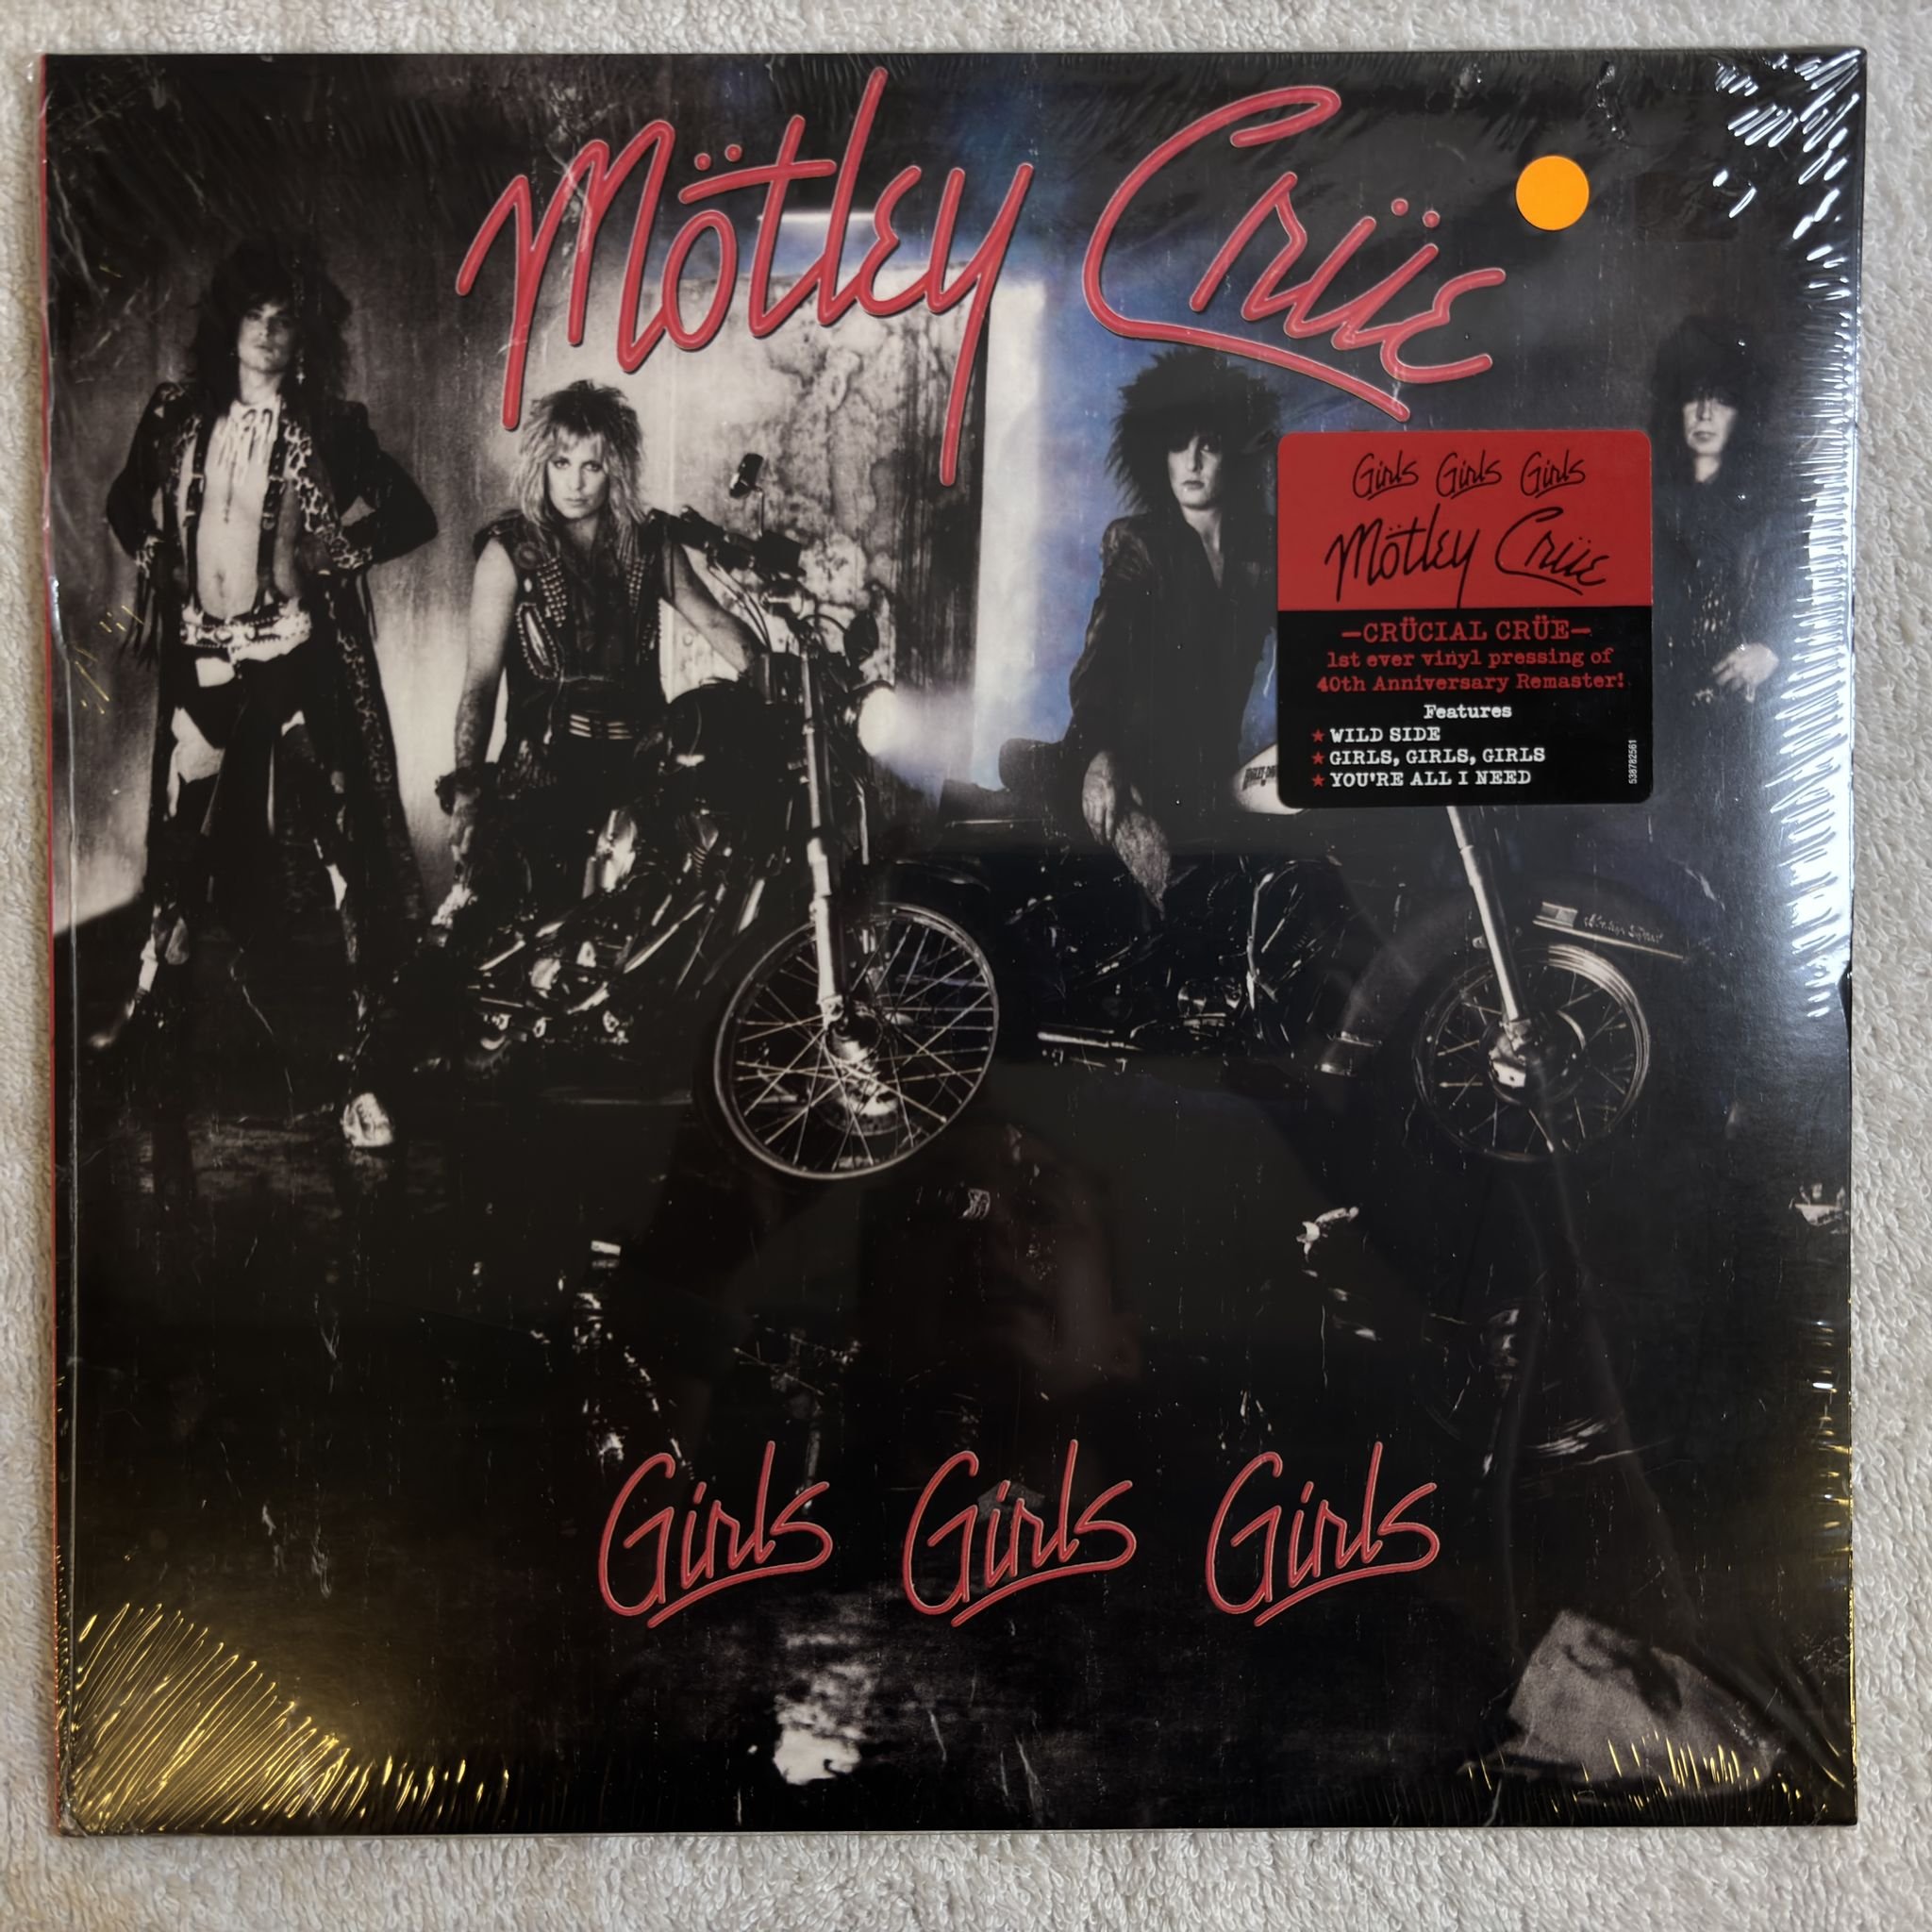 Mötley Crüe
Girls Girls Girls
Mötley Crüe
—CRÜCIAL CRÜE—
1st ever vinyl pressing of
40th Anniversary Remaster!
Features
★ WILD SIDE
★ GIRLS, GIRLS, GIRLS
★ YOU'RE ALL I NEED
538782561
Girls Girls Girls